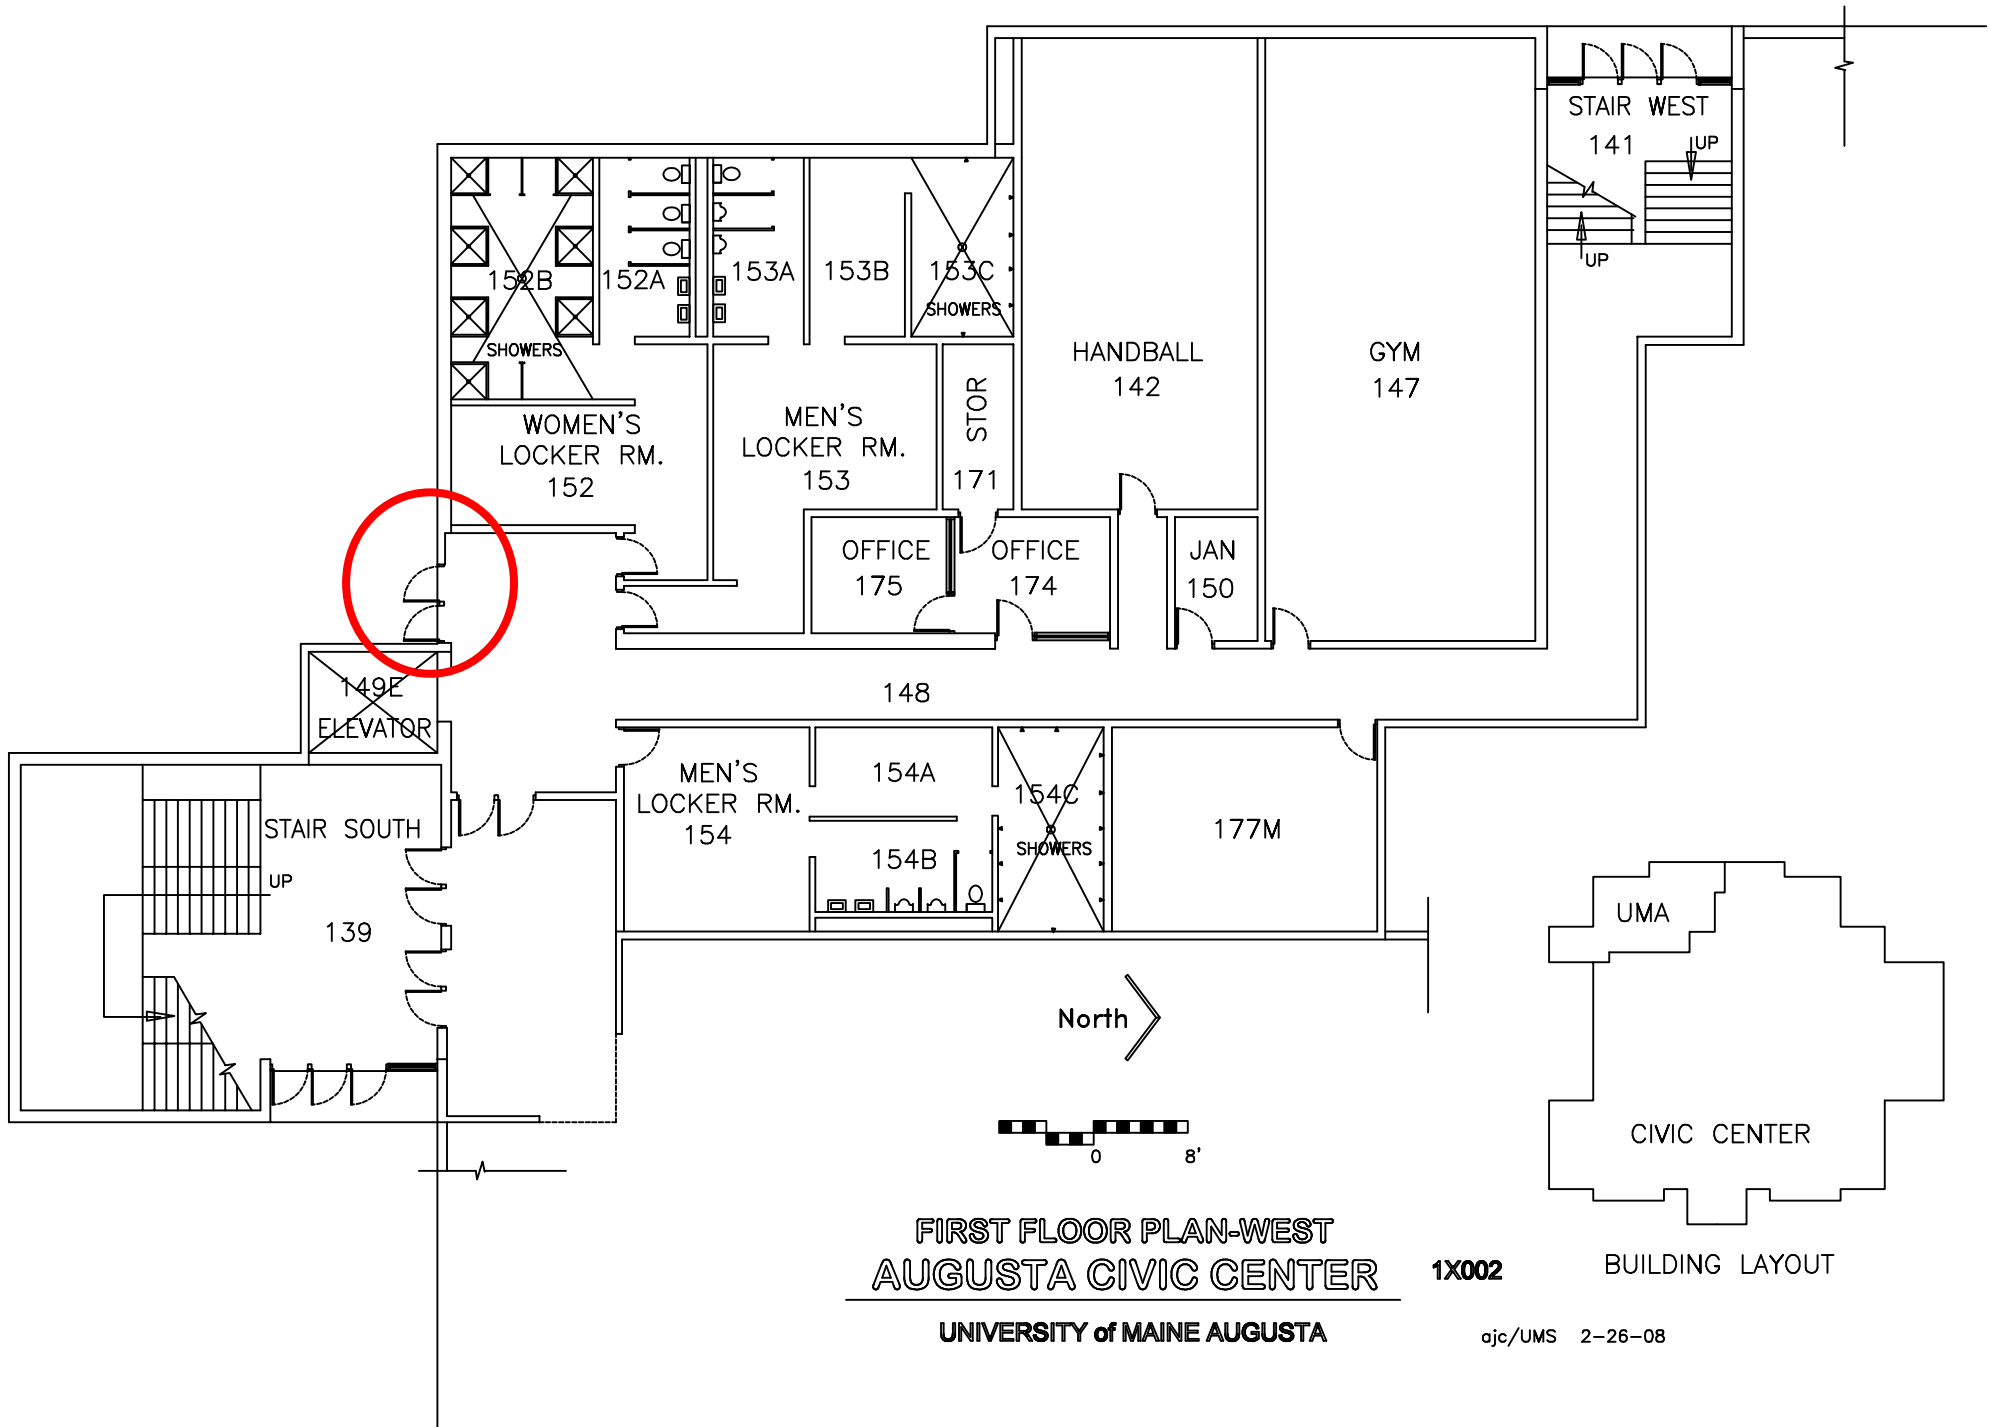 STAIR WEST
141
UP
UP
152B
SHOWERS
152A
153A
153B
153C
SHOWERS
HANDBALL
142
GYM
147
WOMEN'S
LOCKER RM.
152
MEN'S
LOCKER RM.
153
STOR
171
OFFICE
175
OFFICE
174
JAN
150
149E
ELEVATOR
148
STAIR SOUTH
UP
139
MEN'S
LOCKER RM.
154
154A
154B
154C
SHOWERS
177M
UMA
CIVIC CENTER
BUILDING LAYOUT
North
0 8'
FIRST FLOOR PLAN-WEST
AUGUSTA CIVIC CENTER
1X002
UNIVERSITY of MAINE AUGUSTA
ajc/UMS 2-26-08